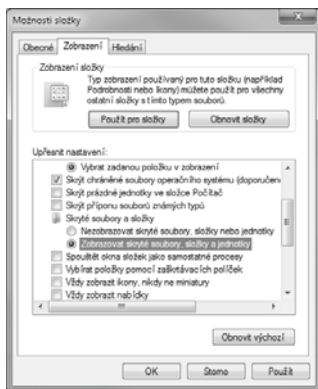 Možnosti složky
Obecné Zobrazení Hledání
Zobrazení složky
Typ zobrazení používaný pro tuto složku (například
Podrobnosti nebo Ikony) můžete použít pro všechny
ostatní složky s tímto typem souborů.
Použít pro složky Obnovit složky
Upřesnit nastavení:
Vybrat zadanou položku v zobrazení
Skrýt chráněné soubory operačního systému (doporučen
Skrýt prázdné jednotky ve složce Počítač
Skrýt příponu souborů známých typů
Skryté soubory a složky
Nezobrazovat skryté soubory, složky nebo jednotky
Zobrazovat skryté soubory, složky a jednotky
Spouštět okna složek jako samostatné procesy
Vybírat položky pomocí zaškrtávacích políček
Vždy zobrazit ikony, nikdy ne miniatury
Vždy zobrazit nabídky
Obnovit výchozí
OK Storno Použít